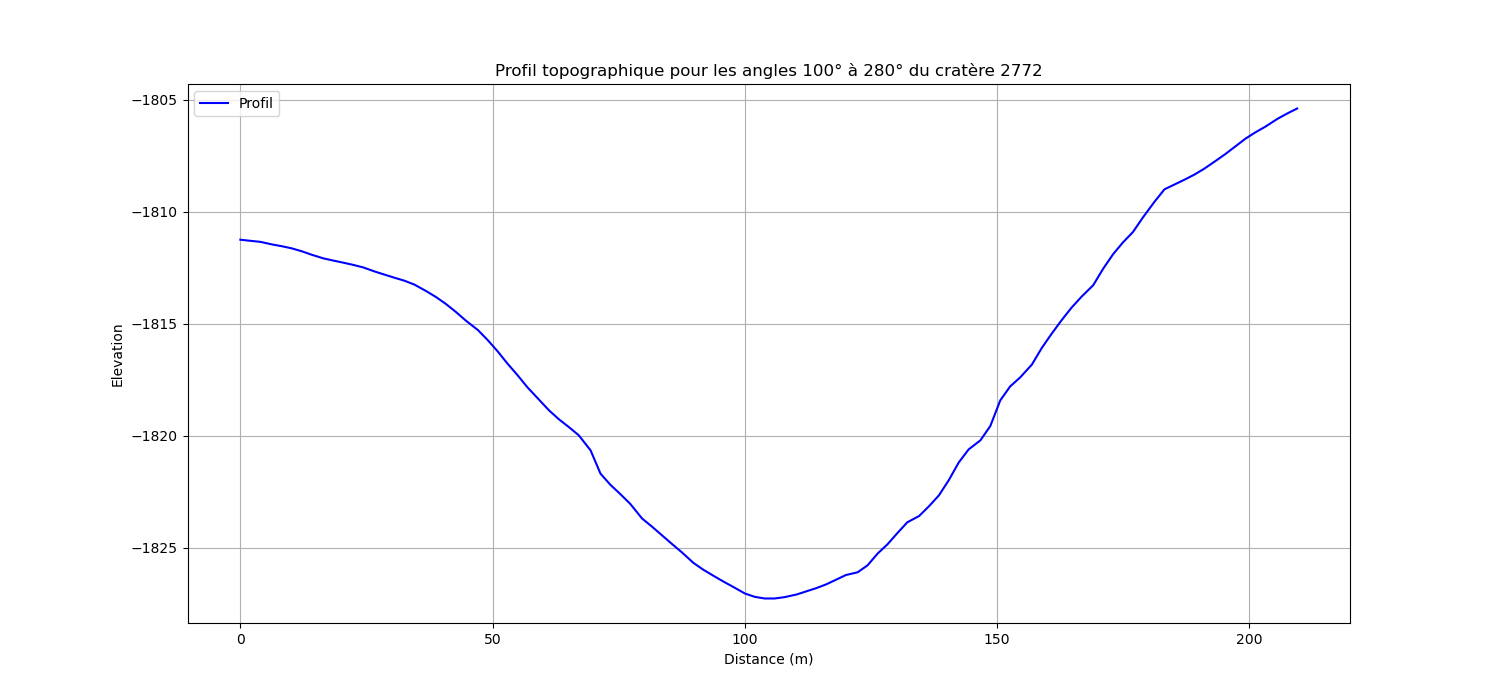 Profil topographique pour les angles 100° à 280° du cratère 2772
Profil
−1805
−1810
−1815
−1820
−1825
Elevation
0 50 100 150 200
Distance (m)